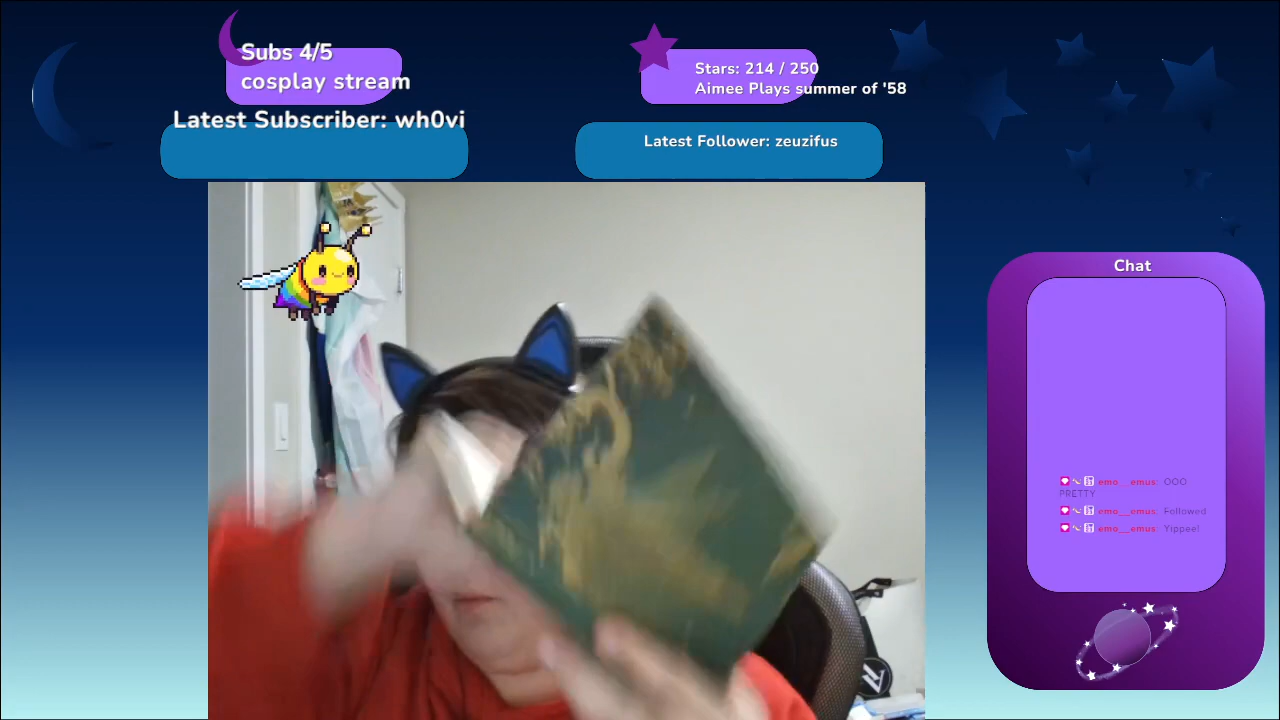 Subs 4/5
cosplay stream
Latest Subscriber: wh0vi
Stars: 214 / 250
Aimee Plays summer of '58
Latest Follower: zeuzifus
Chat
emo__emus: OOO
PRETTY
emo__emus: Followed
emo__emus: Yippee!